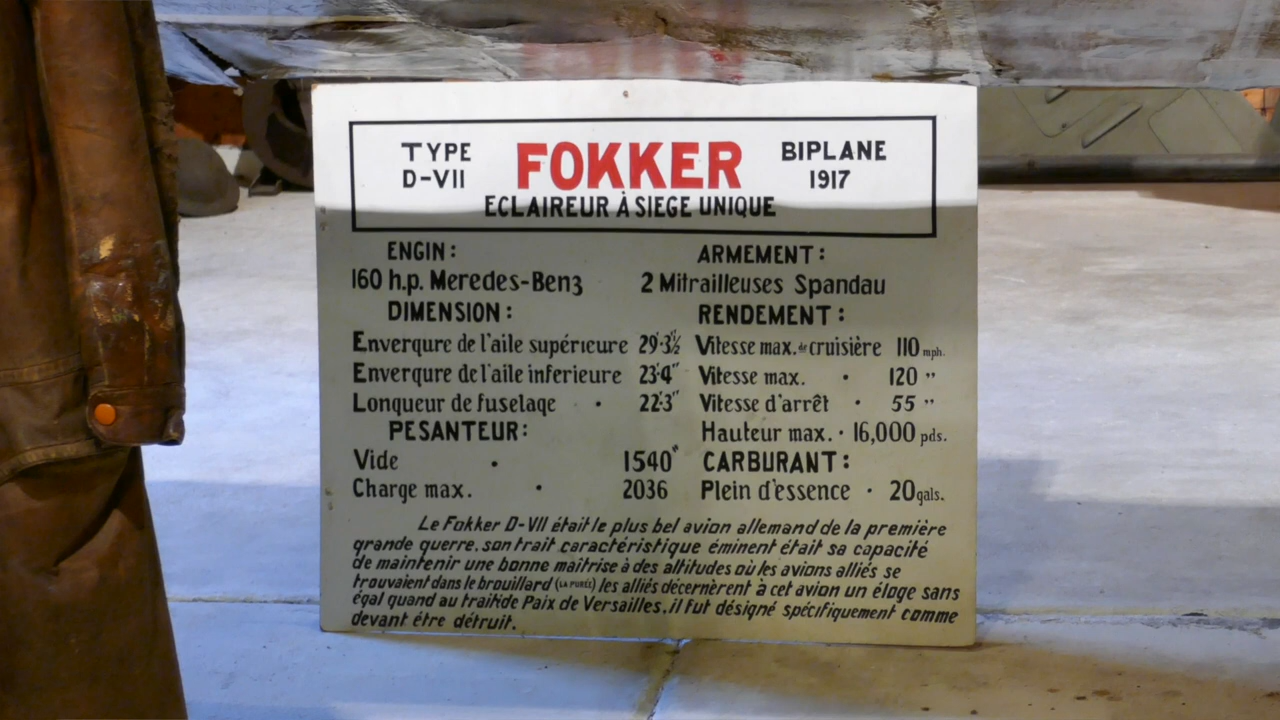 TYPE D-VII FOKKER BIPLANE 1917
ECLAIREUR À SIEGE UNIQUE
ENGIN:
160 h.p. Meredes-Benz
DIMENSION:
Enverqure de l'aile supérieure 29'·3½"
Enverqure de l'aile inferieure 23'·4"
Lonqueur de fuselaqe · 22'·3"
PESANTEUR:
Vide · 1540#
Charge max. · 2036
ARMEMENT:
2 Mitrailleuses Spandau
RENDEMENT:
Vitesse max. de cruisière 110 mph.
Vitesse max. · 120 "
Vitesse d'arrêt · 55 "
Hauteur max. · 16,000 pds.
CARBURANT:
Plein d'essence · 20 gals.
Le Fokker D-VII était le plus bel avion allemand de la première
grande guerre. son trait caractéristique éminent était sa capacité
de maintenir une bonne maîtrise à des altitudes où les avions alliés se
trouvaient dans le brouillard (LA PURÉE) les alliés décernèrent à cet avion un éloge sans
égal quand au traité de Paix de Versailles, il fut désigné spécifiquement comme
devant être détruit.